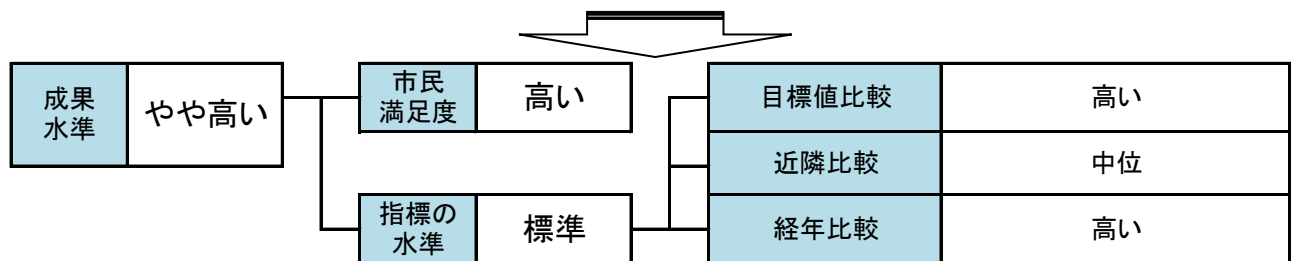 成果
水準
やや高い
市民
満足度
高い
指標の
水準
標準
目標値比較
高い
近隣比較
中位
経年比較
高い